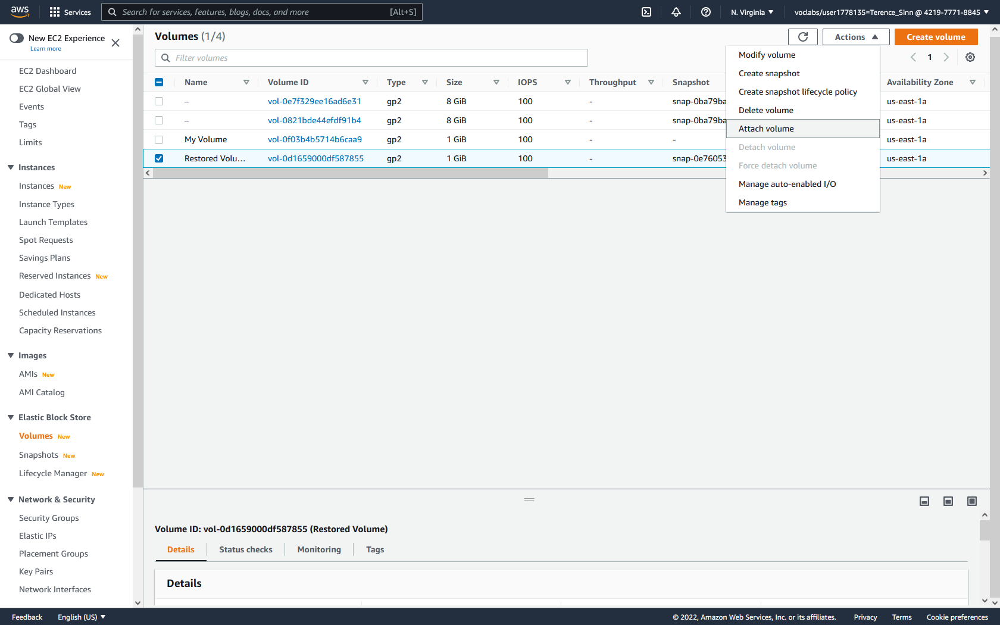 aws
Services
Search for services, features, blogs, docs, and more
[Alt+S]
N. Virginia
voclabs/user1778135=Terence_Sinn @ 4219-7771-8845
New EC2 Experience
Learn more
EC2 Dashboard
EC2 Global View
Events
Tags
Limits
Instances
Instances New
Instance Types
Launch Templates
Spot Requests
Savings Plans
Reserved Instances New
Dedicated Hosts
Scheduled Instances
Capacity Reservations
Images
AMIs New
AMI Catalog
Elastic Block Store
Volumes New
Snapshots New
Lifecycle Manager New
Network & Security
Security Groups
Elastic IPs
Placement Groups
Key Pairs
Network Interfaces
Volumes (1/4)
Actions
Create volume
Filter volumes
1
Name Volume ID Type Size IOPS Throughput Snapshot Availability Zone
– vol-0e7f329ee16ad6e31 gp2 8 GiB 100 - snap-0ba79ba us-east-1a
– vol-0821bde44efdf91b4 gp2 8 GiB 100 - snap-0ba79ba us-east-1a
My Volume vol-0f03b4b5714b6caa9 gp2 1 GiB 100 - - us-east-1a
Restored Volu... vol-0d1659000df587855 gp2 1 GiB 100 - snap-0e76053 us-east-1a
Modify volume
Create snapshot
Create snapshot lifecycle policy
Delete volume
Attach volume
Detach volume
Force detach volume
Manage auto-enabled I/O
Manage tags
Volume ID: vol-0d1659000df587855 (Restored Volume)
Details
Status checks
Monitoring
Tags
Details
Feedback
English (US)
© 2022, Amazon Web Services, Inc. or its affiliates.
Privacy
Terms
Cookie preferences